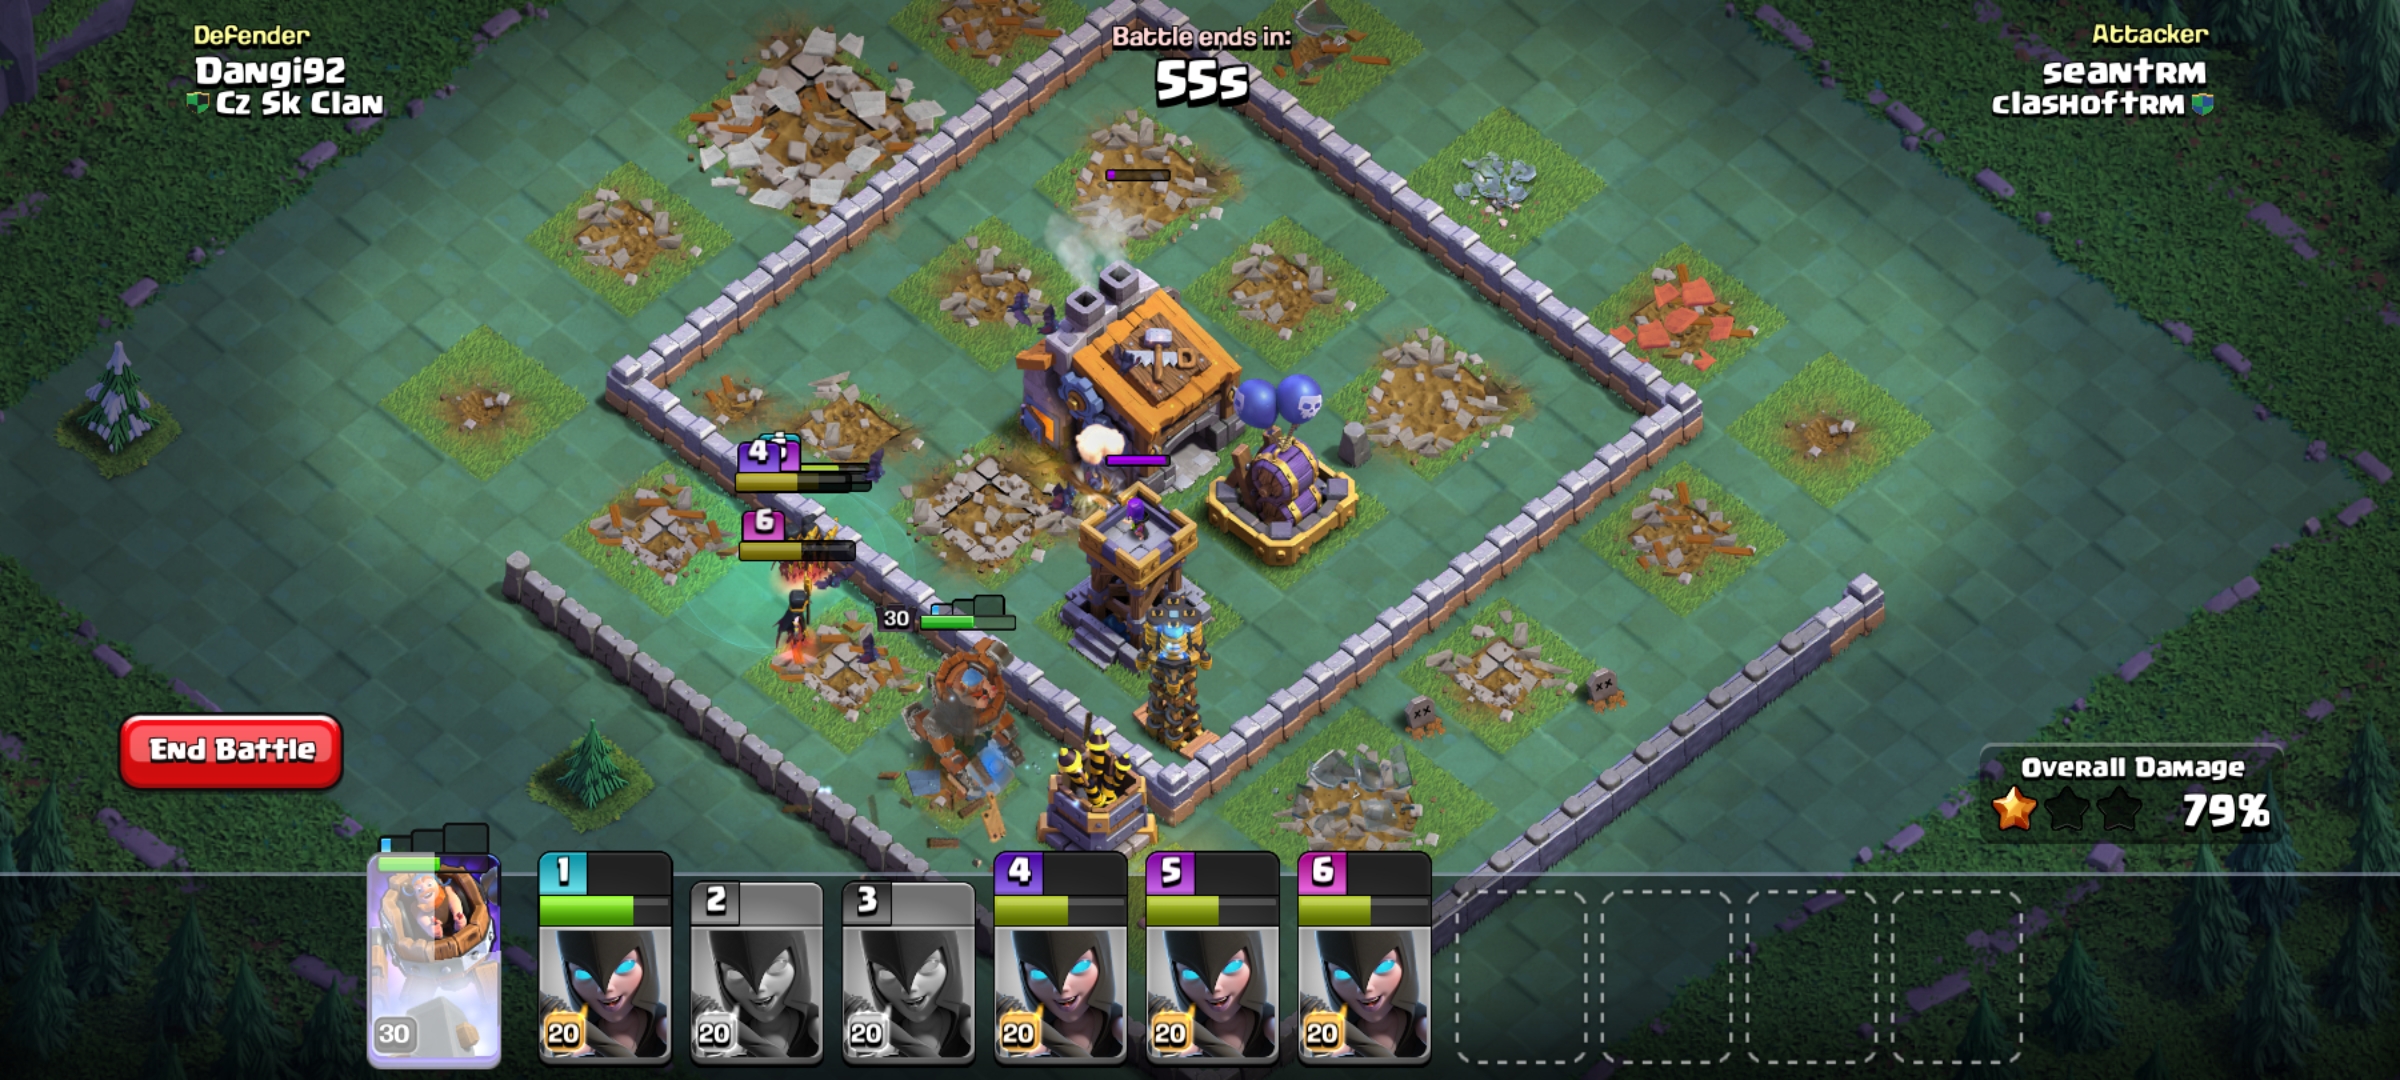 Defender
Dangi92
Cz Sk Clan
Battle ends in:
55s
Attacker
seantRM
clashoftRM
4
6
30
End Battle
Overall Damage
79%
30
1
20
2
20
3
20
4
20
5
20
6
20